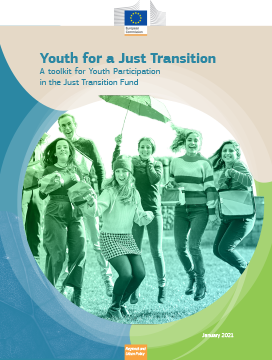 European
Commission
Youth for a Just Transition
A toolkit for Youth Participation
in the Just Transition Fund
January 2021
Regional and
Urban Policy